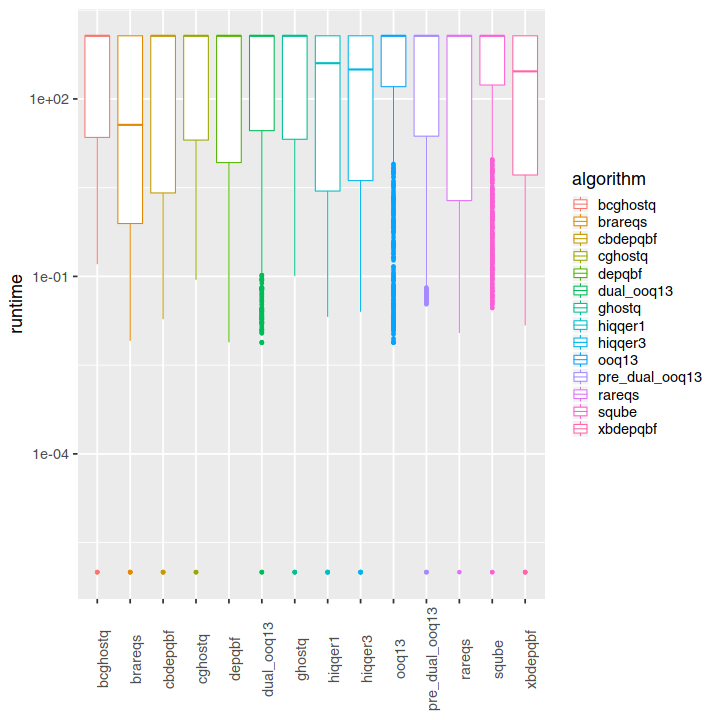 1e+02
1e-01
1e-04
runtime
bcghostq
brareqs
cbdepqbf
cghostq
depqbf
dual_ooq13
ghostq
hiqqer1
hiqqer3
ooq13
pre_dual_ooq13
rareqs
sqube
xbdepqbf
algorithm
bcghostq
brareqs
cbdepqbf
cghostq
depqbf
dual_ooq13
ghostq
hiqqer1
hiqqer3
ooq13
pre_dual_ooq13
rareqs
sqube
xbdepqbf